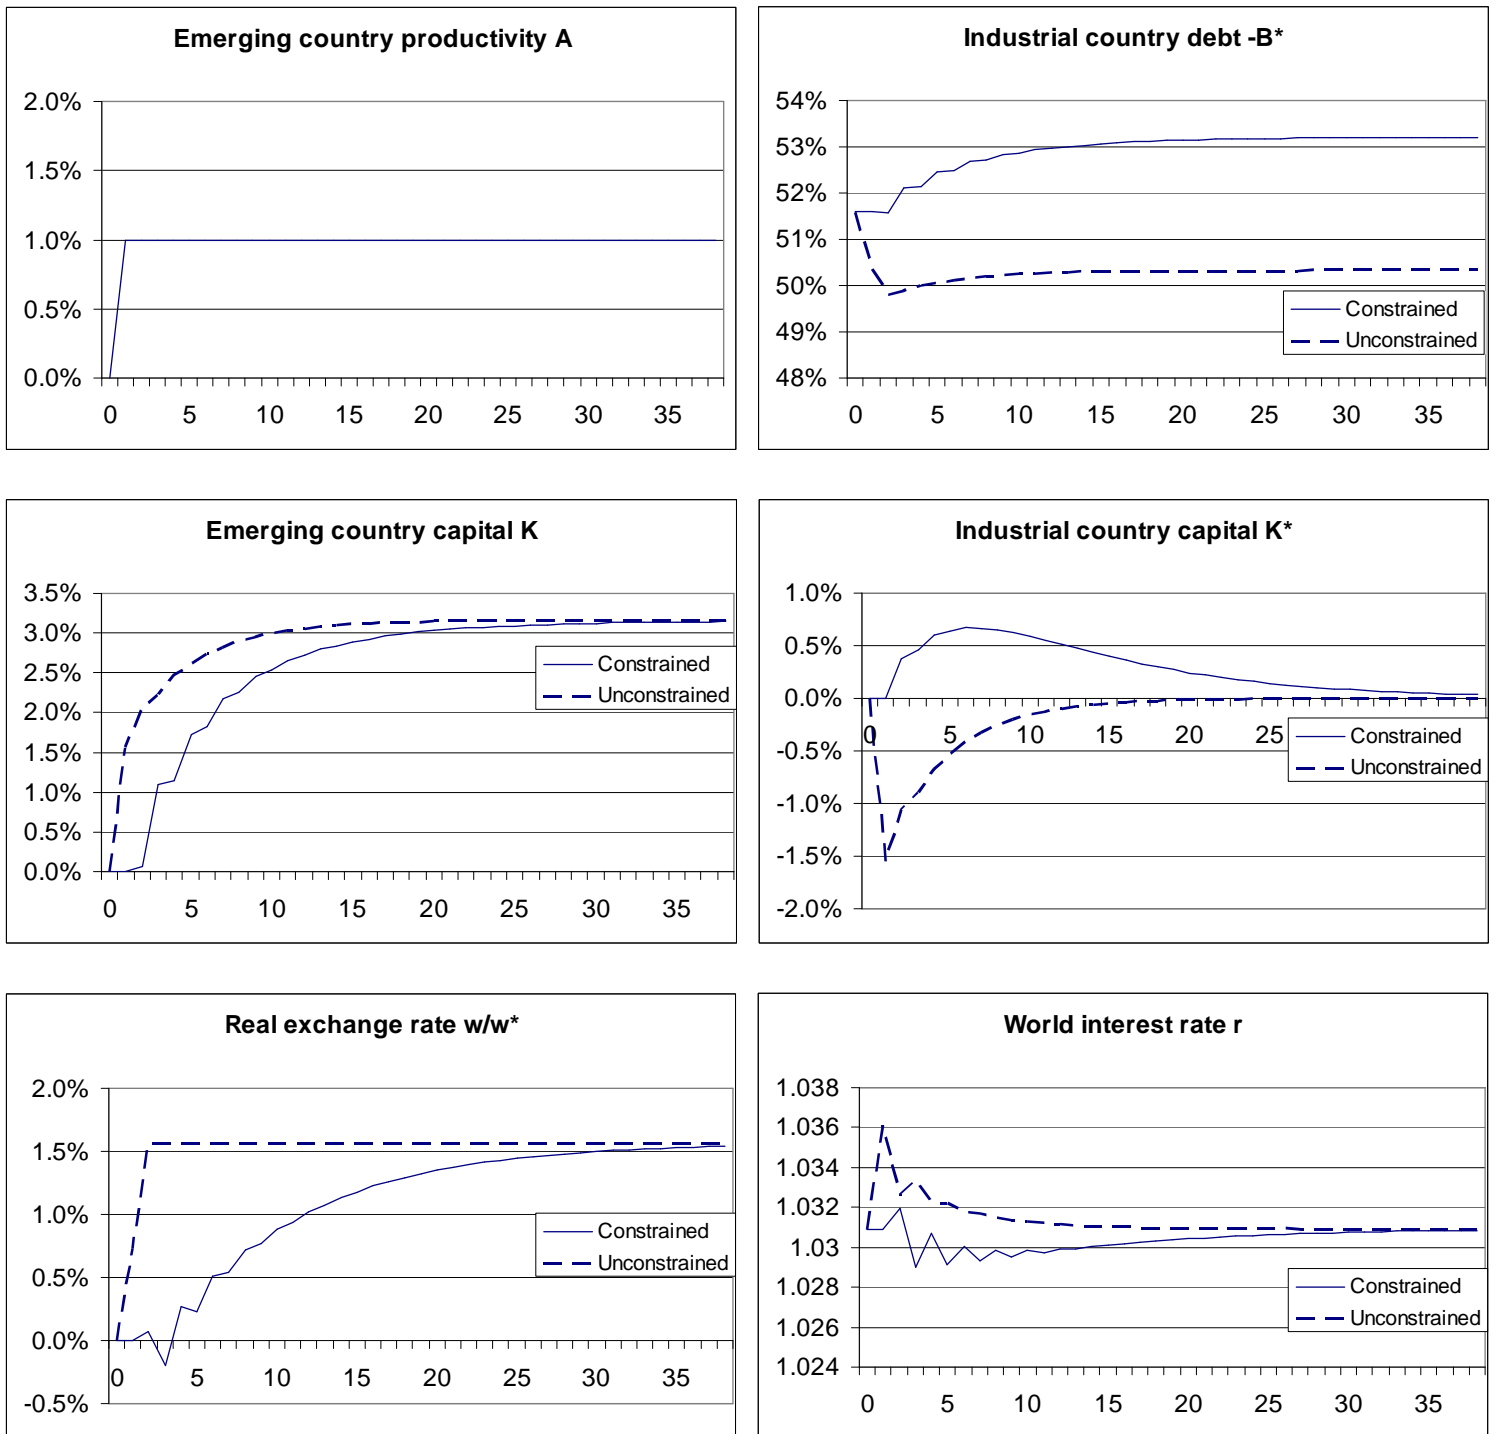 Emerging country productivity A
2.0%
1.5%
1.0%
0.5%
0.0%
0 5 10 15 20 25 30 35
Industrial country debt -B*
54%
53%
52%
51%
50%
49%
48%
Constrained
Unconstrained
0 5 10 15 20 25 30 35
Emerging country capital K
3.5%
3.0%
2.5%
2.0%
1.5%
1.0%
0.5%
0.0%
Constrained
Unconstrained
0 5 10 15 20 25 30 35
Industrial country capital K*
1.0%
0.5%
0.0%
-0.5%
-1.0%
-1.5%
-2.0%
0 5 10 15 20 25
Constrained
Unconstrained
Real exchange rate w/w*
2.0%
1.5%
1.0%
0.5%
0.0%
-0.5%
Constrained
Unconstrained
0 5 10 15 20 25 30 35
World interest rate r
1.038
1.036
1.034
1.032
1.03
1.028
1.026
1.024
Constrained
Unconstrained
0 5 10 15 20 25 30 35